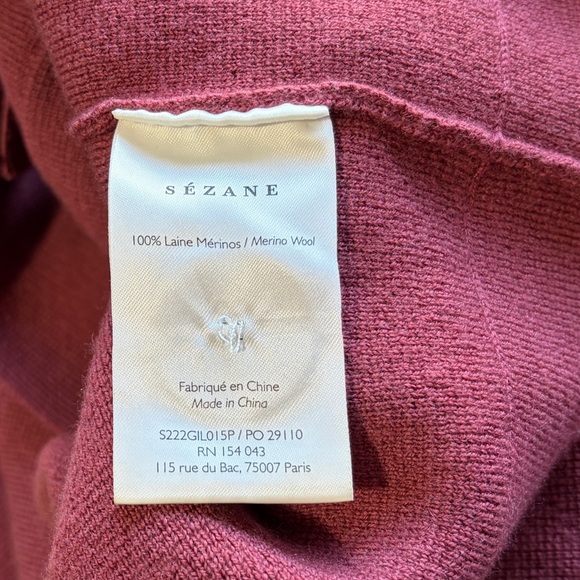 SÉZANE
100% Laine Mérinos / Merino Wool
Fabriqué en Chine
Made in China
S222GIL015P / PO 29110
RN 154 043
115 rue du Bac, 75007 Paris